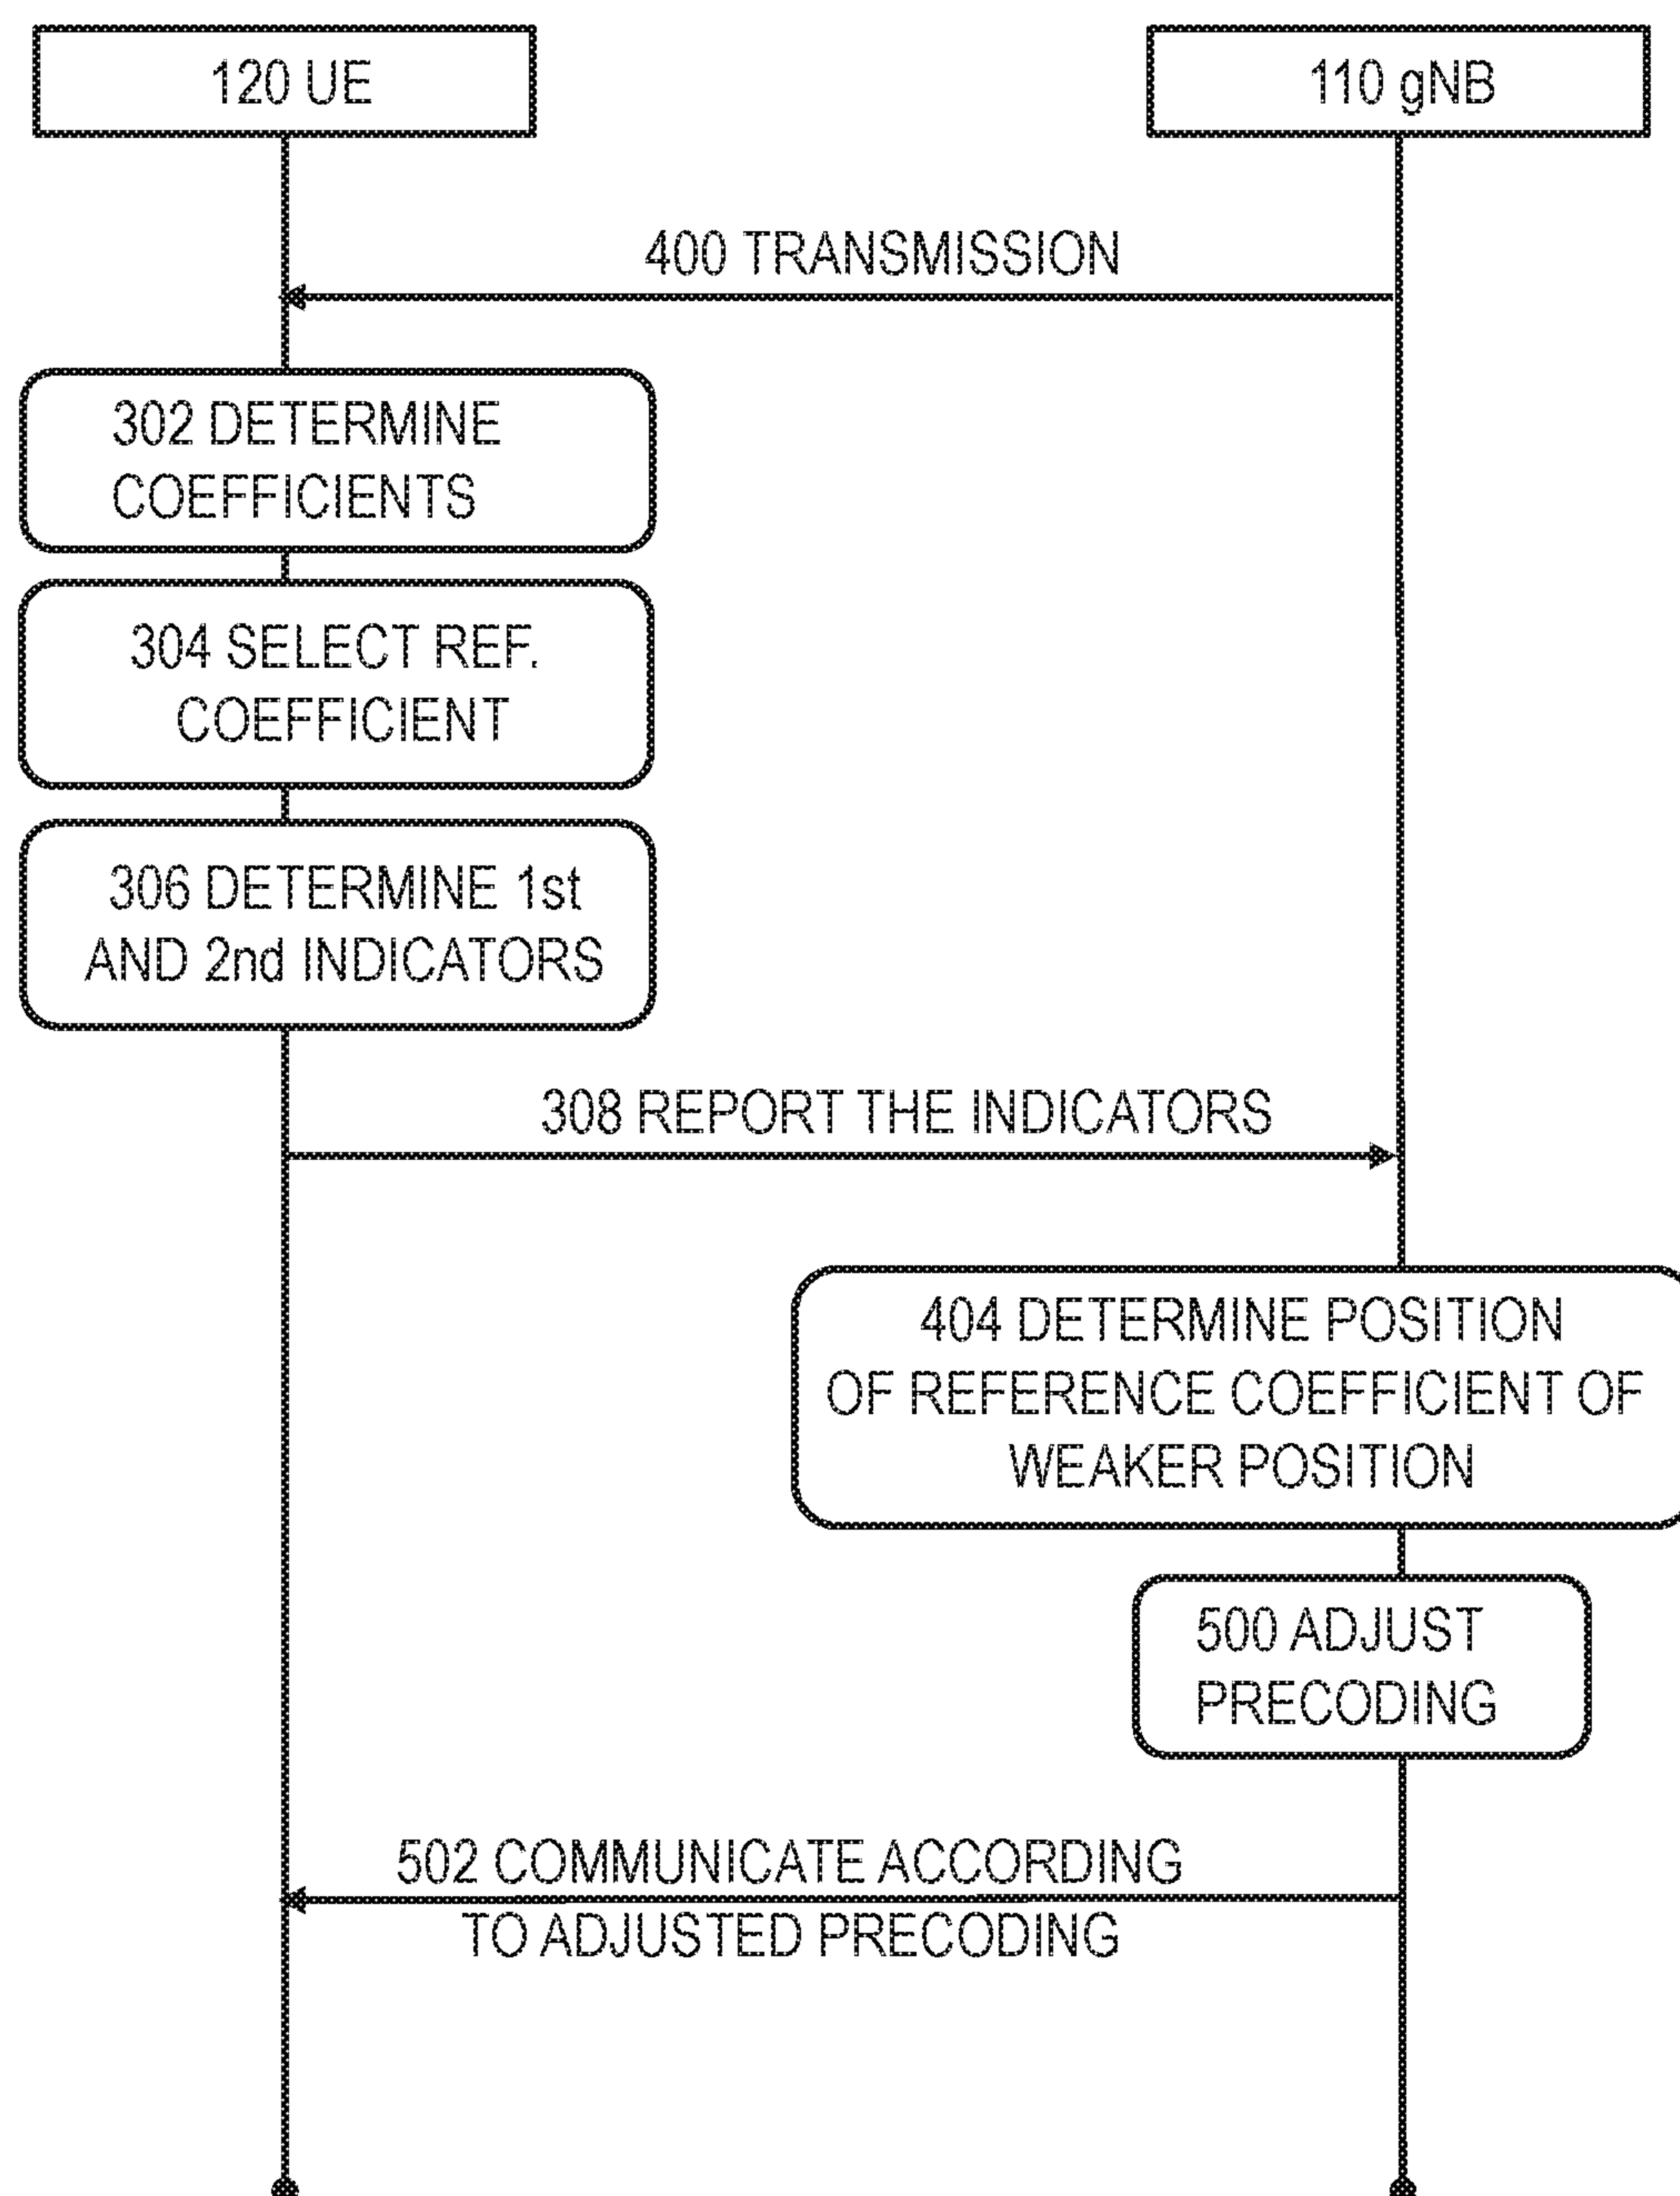 120 UE
110 gNB
400 TRANSMISSION
302 DETERMINE
COEFFICIENTS
304 SELECT REF.
COEFFICIENT
306 DETERMINE 1st
AND 2nd INDICATORS
308 REPORT THE INDICATORS
404 DETERMINE POSITION
OF REFERENCE COEFFICIENT OF
WEAKER POSITION
500 ADJUST
PRECODING
502 COMMUNICATE ACCORDING
TO ADJUSTED PRECODING